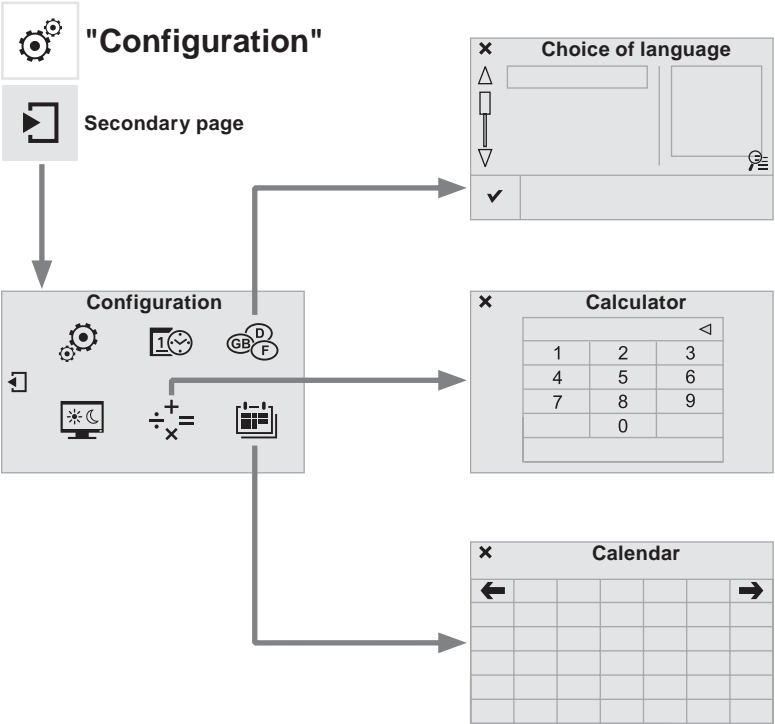 "Configuration"
Secondary page
Choice of language
Configuration
1
GB D F
Calculator
1 2 3
4 5 6
7 8 9
0
Calendar